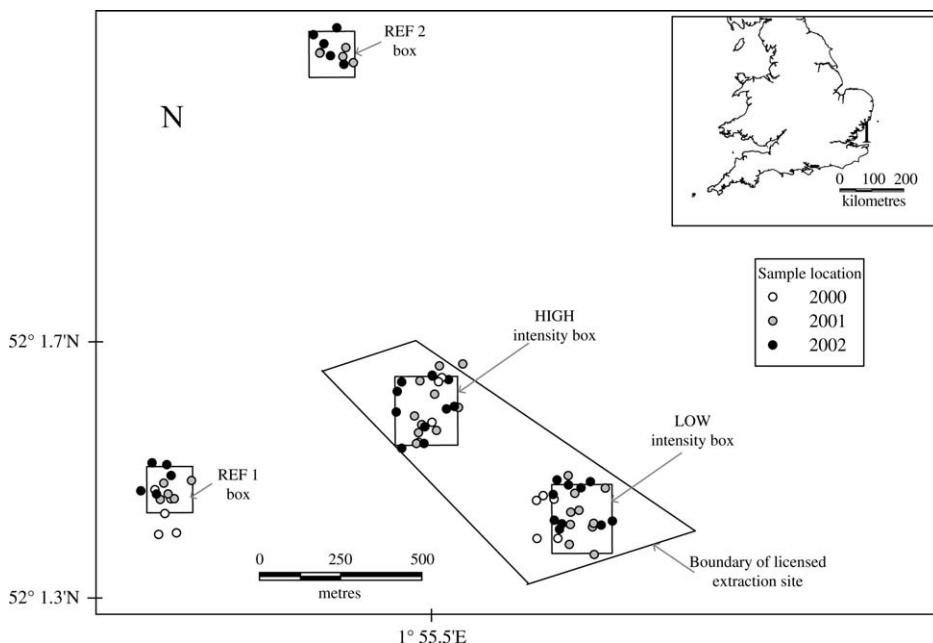 REF 2
box
N
0 100 200
kilometres
Sample location
2000
2001
2002
HIGH
intensity box
52° 1.7'N
LOW
intensity box
REF 1
box
0 250 500
metres
Boundary of licensed
extraction site
52° 1.3'N
1° 55.5'E